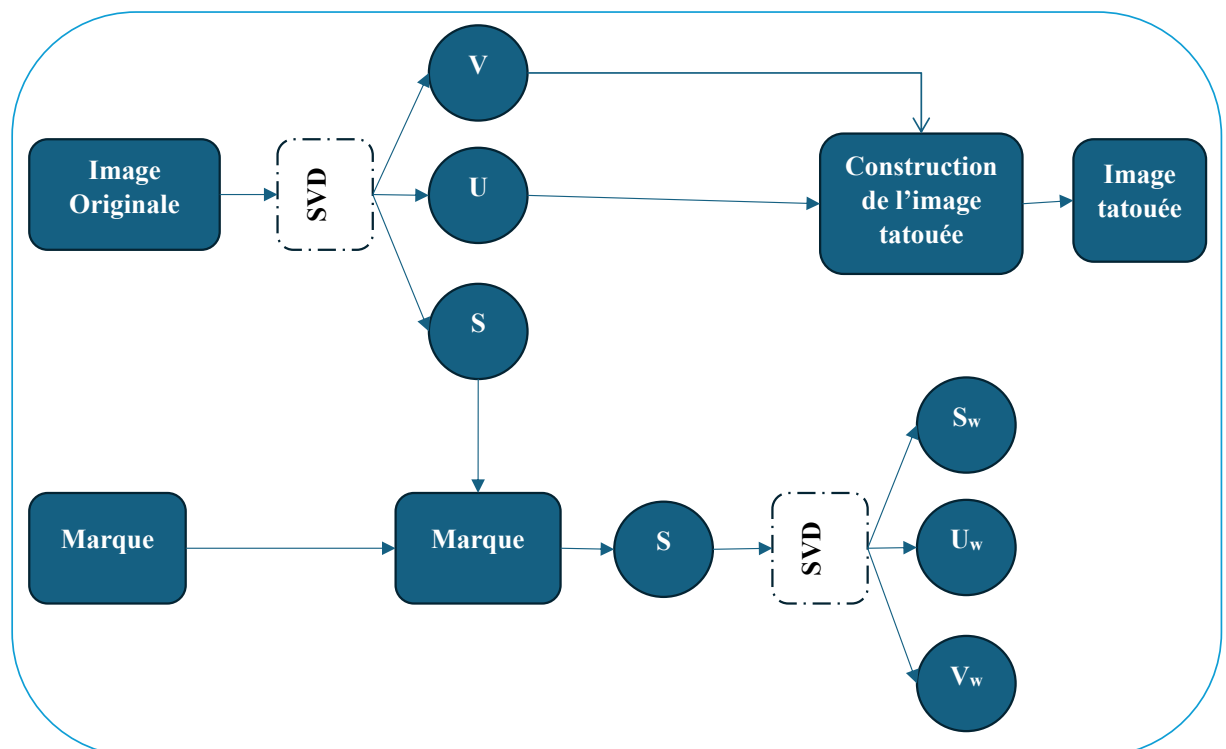 V
Image
Originale
SVD
U
Construction
de l’image
tatouée
Image
tatouée
S
Sw
Marque
Marque
S
SVD
Uw
Vw